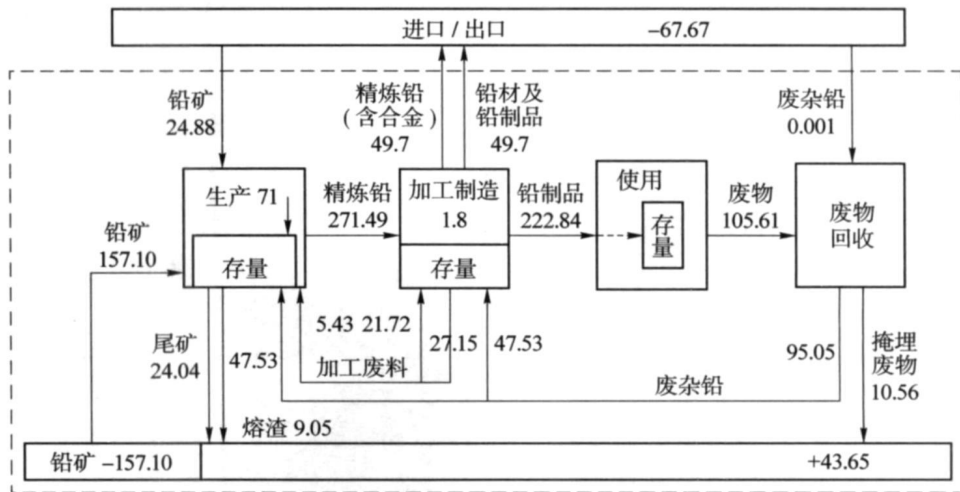 进口 / 出口 -67.67
铅矿
24.88
精炼铅
(含合金)
49.7
铅材及
铅制品
49.7
废杂铅
0.001
生产 71
存量
精炼铅
271.49
加工制造
1.8
存量
铅制品
222.84
使用
存量
废物
105.61
废物
回收
铅矿
157.10
尾矿
24.04
47.53
5.43 21.72
加工废料
27.15
47.53
废杂铅
95.05
掩埋
废物
10.56
熔渣 9.05
铅矿 -157.10
+43.65